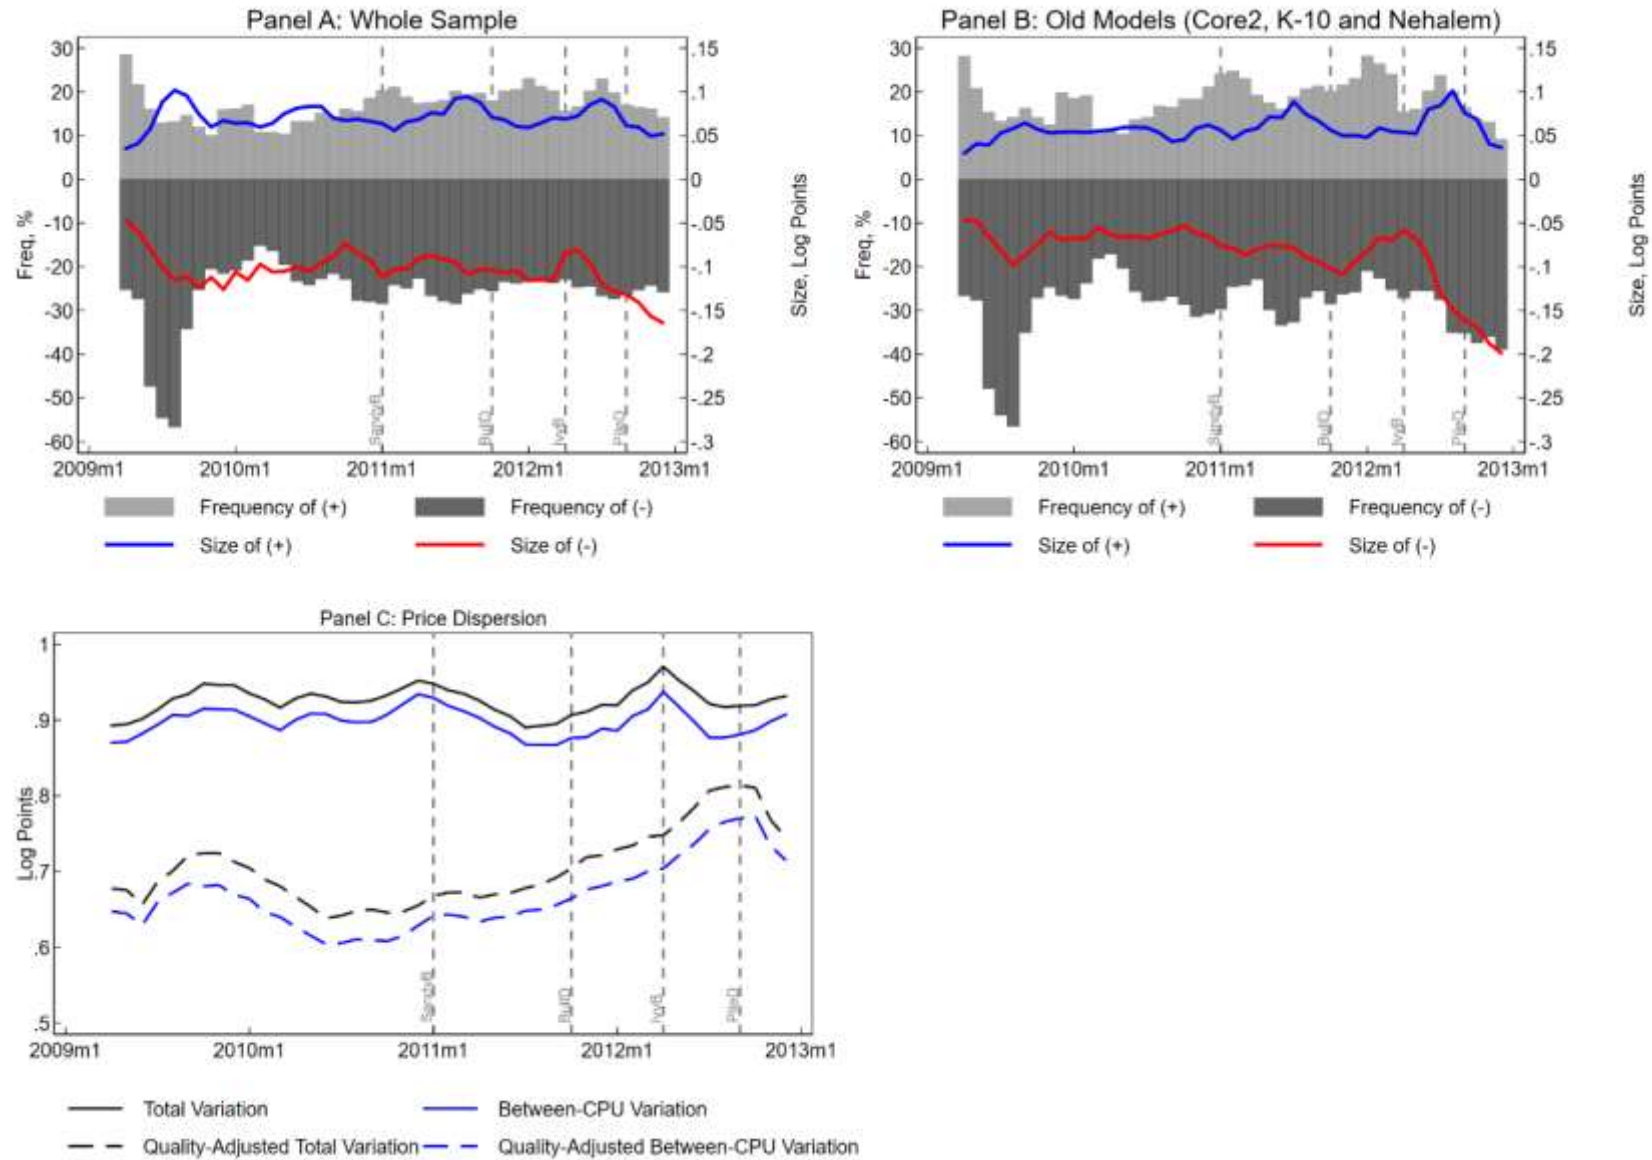 Panel A: Whole Sample
30
20
10
0
-10
-20
-30
-40
-50
-60
Freq, %
.15
.1
.05
0
-.05
-.1
-.15
-.2
-.25
-.3
Size, Log Points
SandyB
BullD
IvyB
PileD
2009m1 2010m1 2011m1 2012m1 2013m1
Frequency of (+) Frequency of (-)
Size of (+) Size of (-)
Panel B: Old Models (Core2, K-10 and Nehalem)
30
20
10
0
-10
-20
-30
-40
-50
-60
Freq, %
.15
.1
.05
0
-.05
-.1
-.15
-.2
-.25
-.3
Size, Log Points
SandyB
BullD
IvyB
PileD
2009m1 2010m1 2011m1 2012m1 2013m1
Frequency of (+) Frequency of (-)
Size of (+) Size of (-)
Panel C: Price Dispersion
1
.9
.8
.7
.6
.5
Log Points
SandyB
BullD
IvyB
PileD
2009m1 2010m1 2011m1 2012m1 2013m1
Total Variation Between-CPU Variation
Quality-Adjusted Total Variation Quality-Adjusted Between-CPU Variation